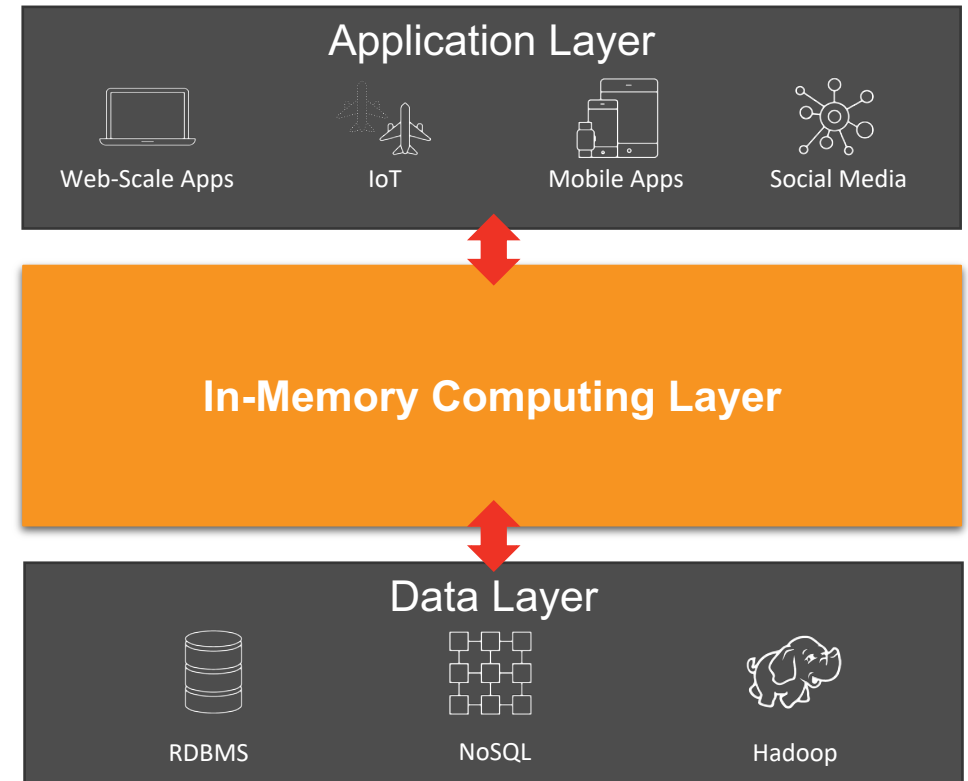 Application Layer
Web-Scale Apps IoT Mobile Apps Social Media
In-Memory Computing Layer
Data Layer
RDBMS NoSQL Hadoop